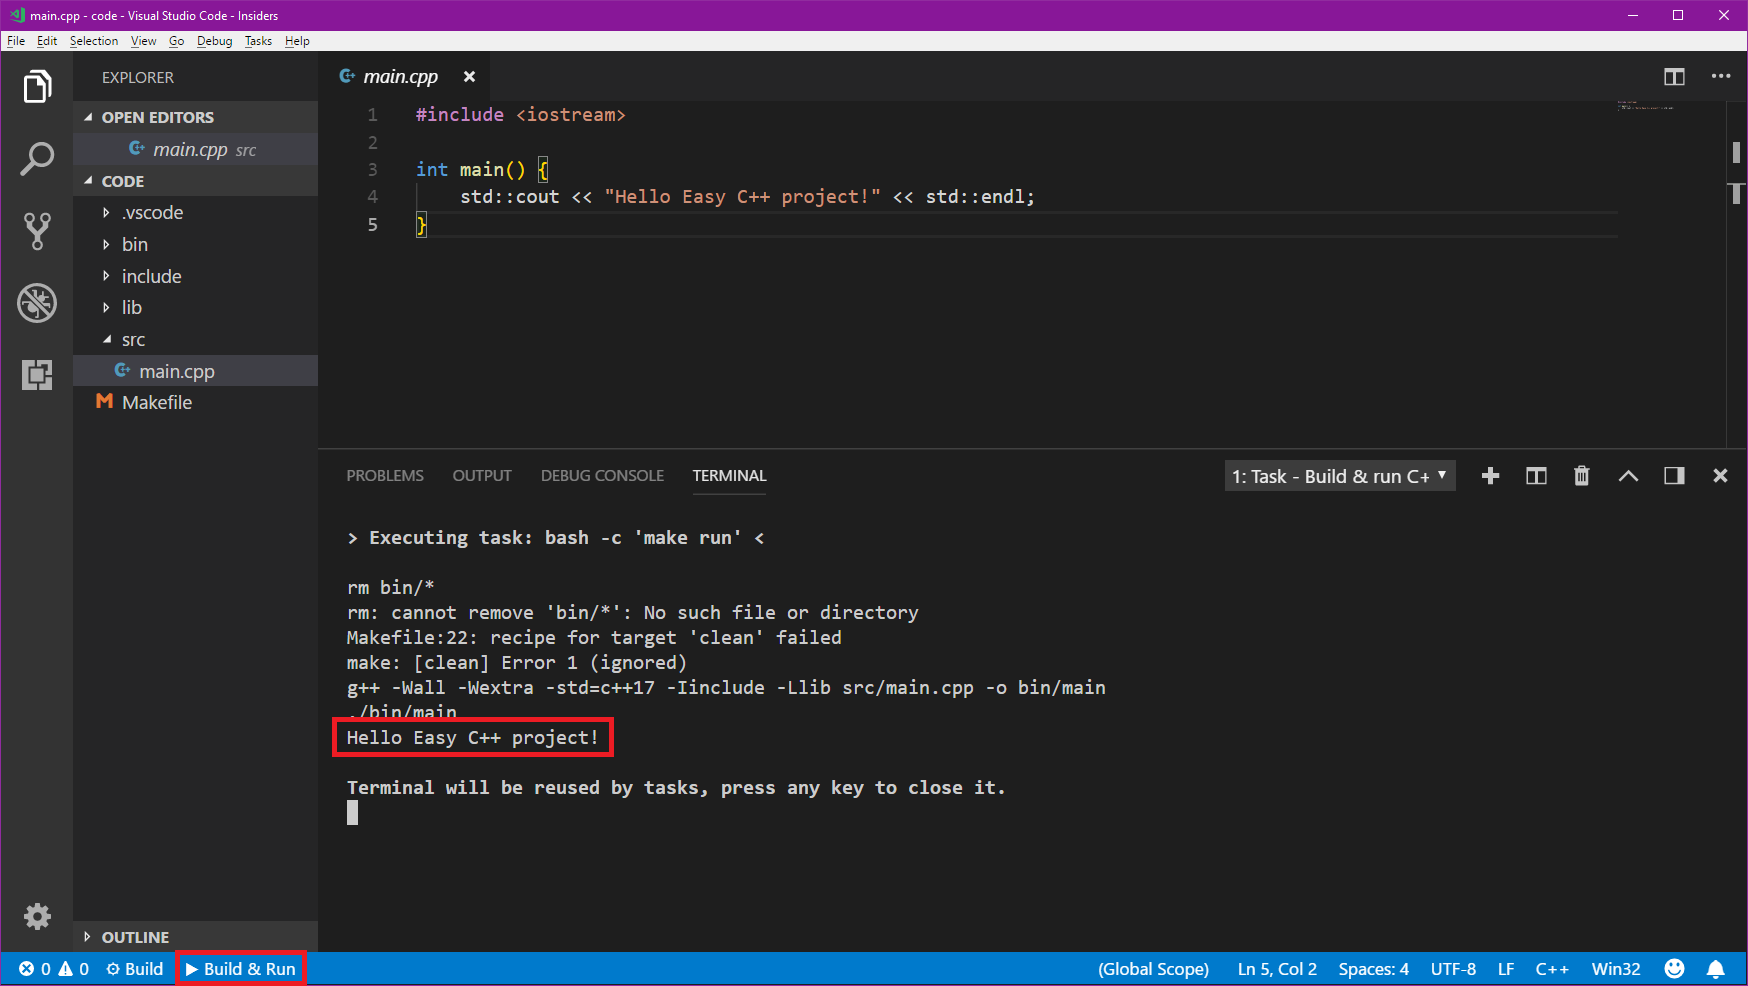 main.cpp - code - Visual Studio Code - Insiders
File Edit Selection View Go Debug Tasks Help
EXPLORER
OPEN EDITORS
main.cpp src
CODE
.vscode
bin
include
lib
src
main.cpp
Makefile
OUTLINE
main.cpp
1 #include <iostream>
2
3 int main() {
4 std::cout << "Hello Easy C++ project!" << std::endl;
5 }
PROBLEMS OUTPUT DEBUG CONSOLE TERMINAL 1: Task - Build & run C+
> Executing task: bash -c 'make run' <
rm bin/*
rm: cannot remove 'bin/*': No such file or directory
Makefile:22: recipe for target 'clean' failed
make: [clean] Error 1 (ignored)
g++ -Wall -Wextra -std=c++17 -Iinclude -Llib src/main.cpp -o bin/main
./bin/main
Hello Easy C++ project!
Terminal will be reused by tasks, press any key to close it.
0 0 Build Build & Run (Global Scope) Ln 5, Col 2 Spaces: 4 UTF-8 LF C++ Win32